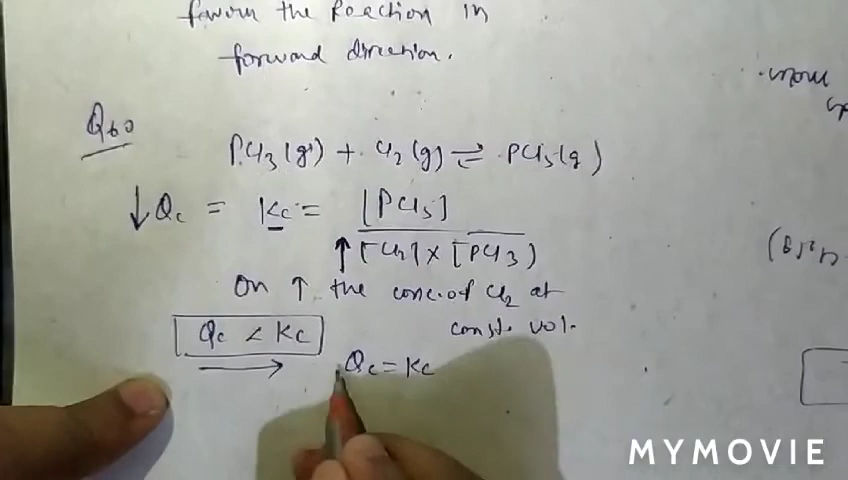 favour the Reaction in
forward direction.
Q60
PCl3(g) + Cl2(g) ⇌ PCl5(g)
↓Qc = Kc = [PCl5]
↑[Cl2] × [PCl3)
On ↑ the conc. of Cl2 at
const. vol.
Qc < Kc
→ Qc = Kc
MYMOVIE